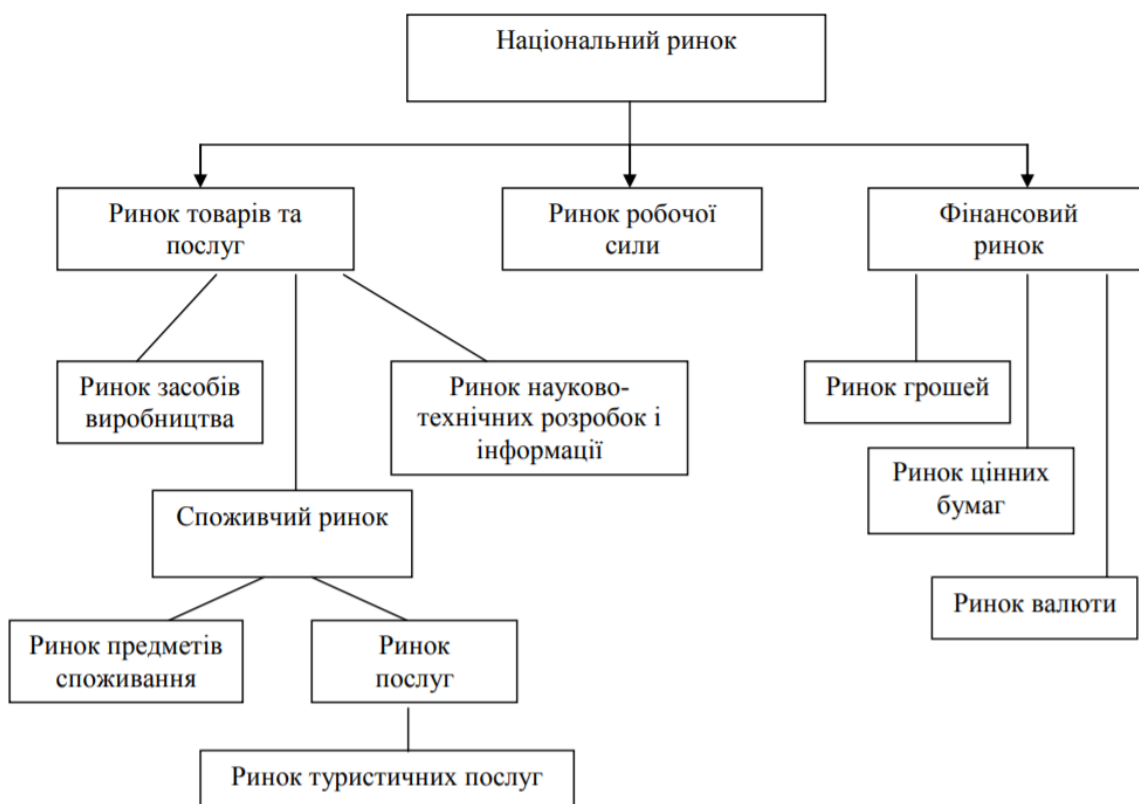 Національний ринок
Ринок товарів та
послуг
Ринок робочої
сили
Фінансовий
ринок
Ринок засобів
виробництва
Ринок науково-
технічних розробок і
інформації
Ринок грошей
Ринок цінних
бумаг
Споживчий ринок
Ринок валюти
Ринок предметів
споживання
Ринок
послуг
Ринок туристичних послуг